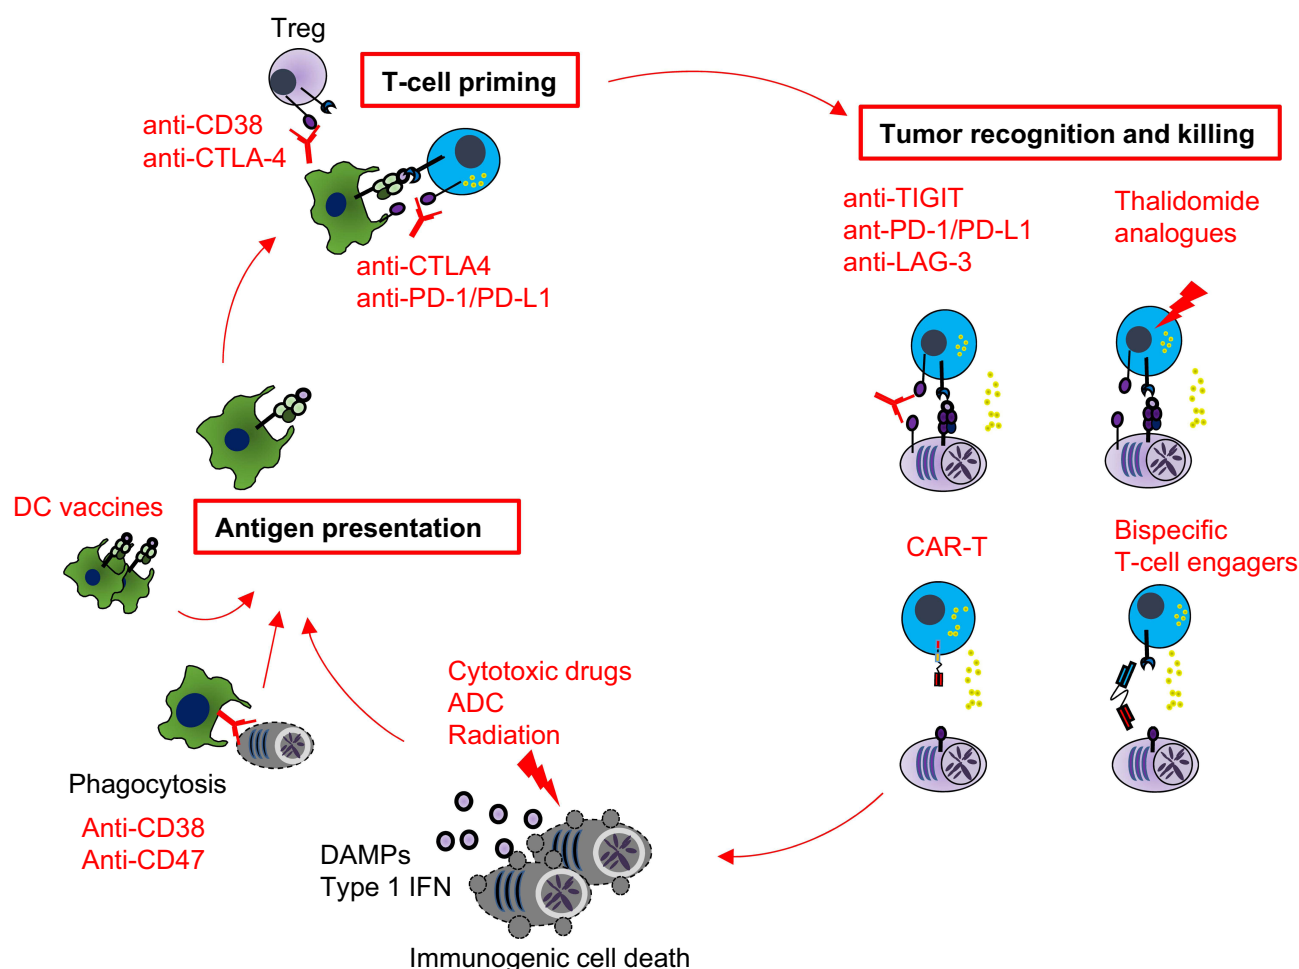 Treg
T-cell priming
anti-CD38
anti-CTLA-4
anti-CTLA4
anti-PD-1/PD-L1
Tumor recognition and killing
anti-TIGIT
ant-PD-1/PD-L1
anti-LAG-3
Thalidomide
analogues
DC vaccines
Antigen presentation
CAR-T
Bispecific
T-cell engagers
Cytotoxic drugs
ADC
Radiation
Phagocytosis
Anti-CD38
Anti-CD47
DAMPs
Type 1 IFN
Immunogenic cell death